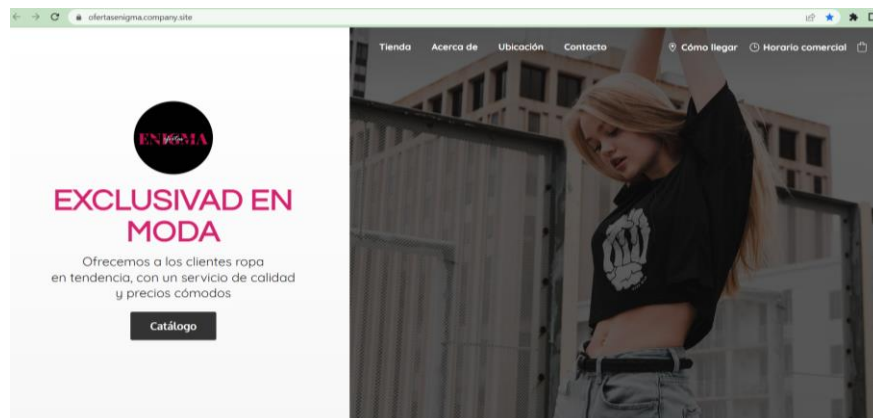 ofertasenigma.company.site
Tienda Acerca de Ubicación Contacto Cómo llegar Horario comercial
ENIGMA
EXCLUSIVAD EN
MODA
Ofrecemos a los clientes ropa
en tendencia, con un servicio de calidad
y precios cómodos
Catálogo